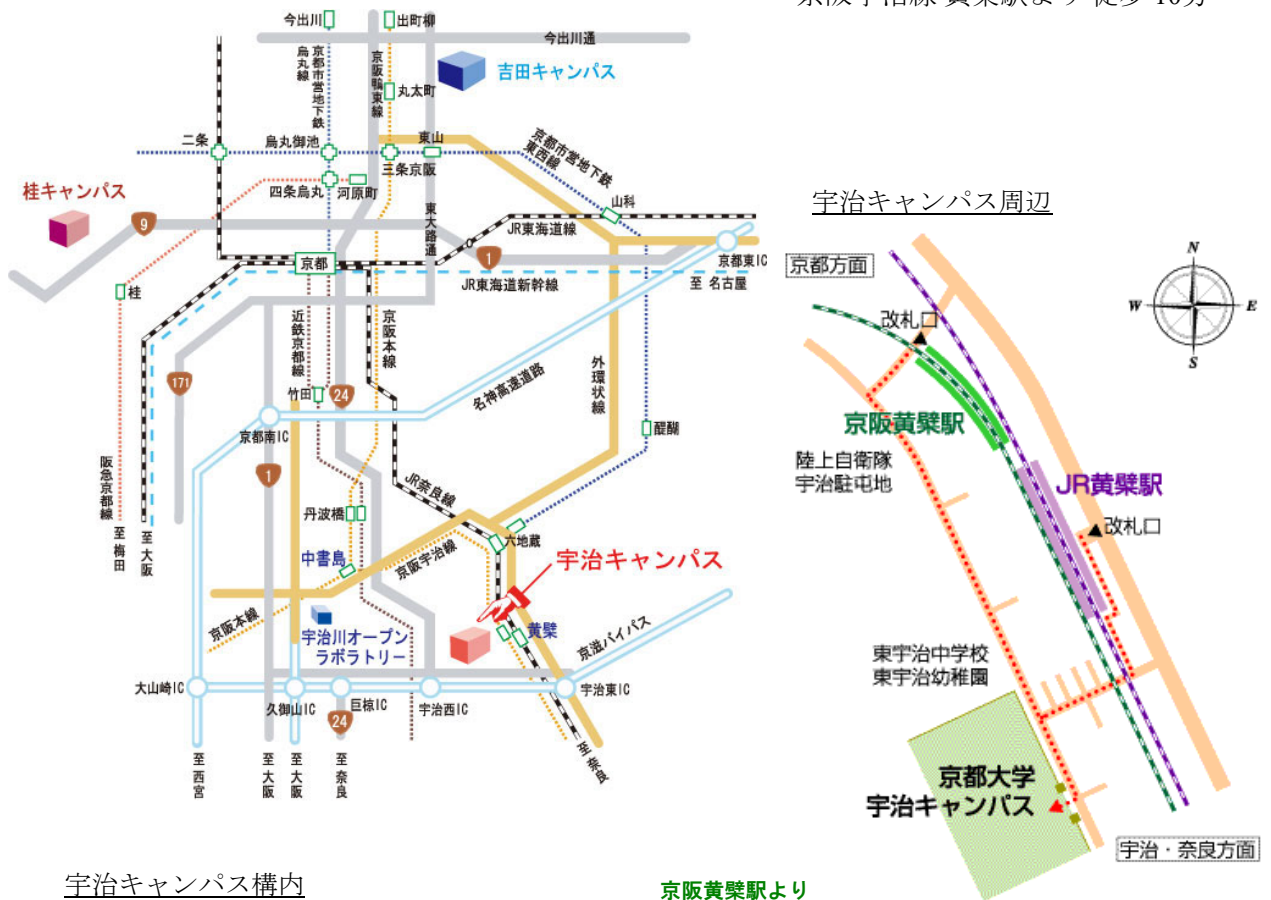 京阪宇治線 黄檗駅より 徒歩 10分
今出川
出町柳
今出川通
京都市営地下鉄
烏丸線
京阪鴨東線
吉田キャンパス
丸太町
二条
烏丸御池
東山
三条京阪
京都市営地下鉄
東西線
桂キャンパス
四条烏丸
河原町
山科
9
東大路通
JR東海道線
1
京都
京都東IC
JR東海道新幹線
至 名古屋
桂
近鉄京都線
京阪本線
外環状線
171
竹田
24
名神高速道路
京都南IC
醍醐
阪急京都線
1
JR奈良線
至梅田
至大阪
丹波橋
六地蔵
中書島
京阪宇治線
宇治キャンパス
京阪本線
宇治川オープン
ラボラトリー
黄檗
京滋バイパス
大山崎IC
久御山IC
巨椋IC
宇治西IC
宇治東IC
24
至西宮
至大阪
至大阪
至奈良
至奈良
宇治キャンパス周辺
京都方面
N
W
E
S
改札口
京阪黄檗駅
陸上自衛隊
宇治駐屯地
JR黄檗駅
改札口
東宇治中学校
東宇治幼稚園
京都大学
宇治キャンパス
宇治・奈良方面
宇治キャンパス構内
京阪黄檗駅より